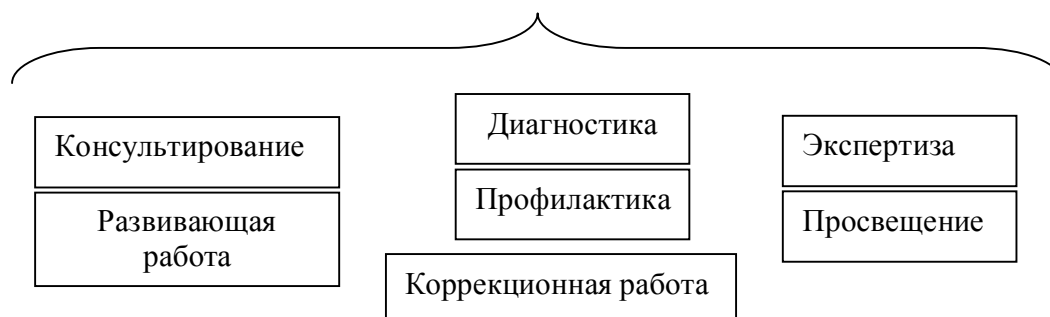 Консультирование
Развивающая
работа
Диагностика
Профилактика
Коррекционная работа
Экспертиза
Просвещение